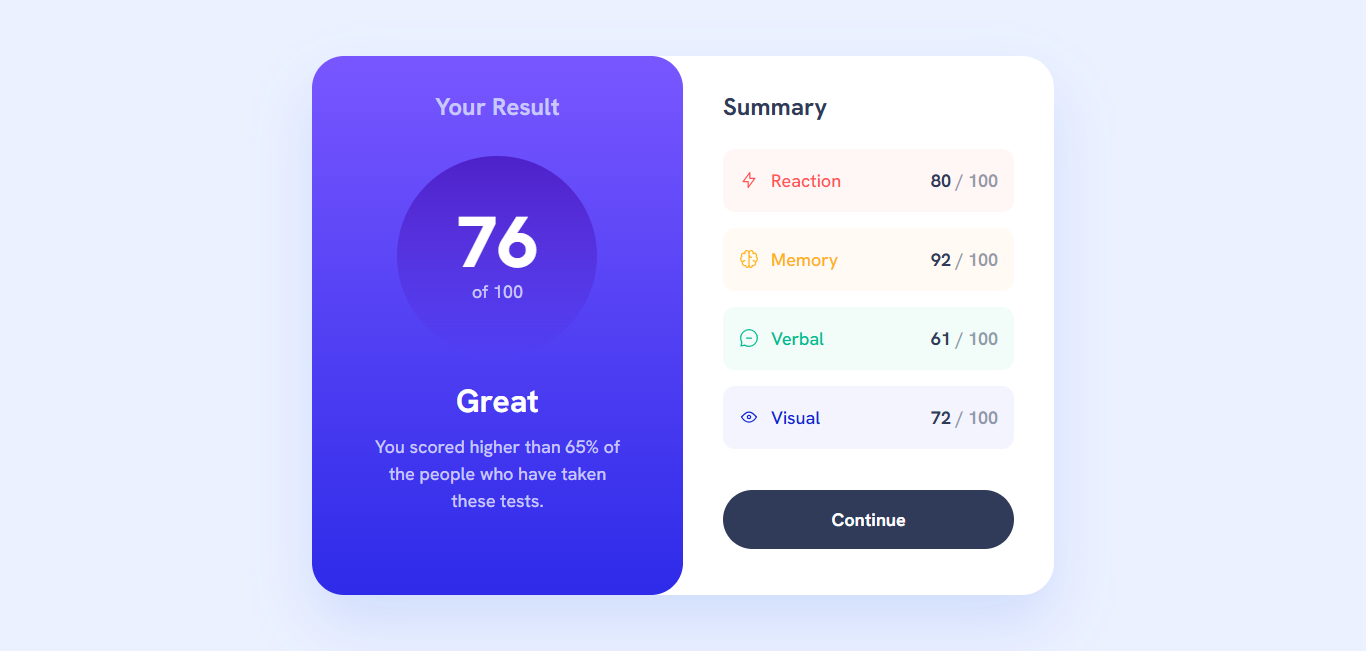 Your Result
76
of 100
Great
You scored higher than 65% of
the people who have taken
these tests.
Summary
Reaction 80 / 100
Memory 92 / 100
Verbal 61 / 100
Visual 72 / 100
Continue